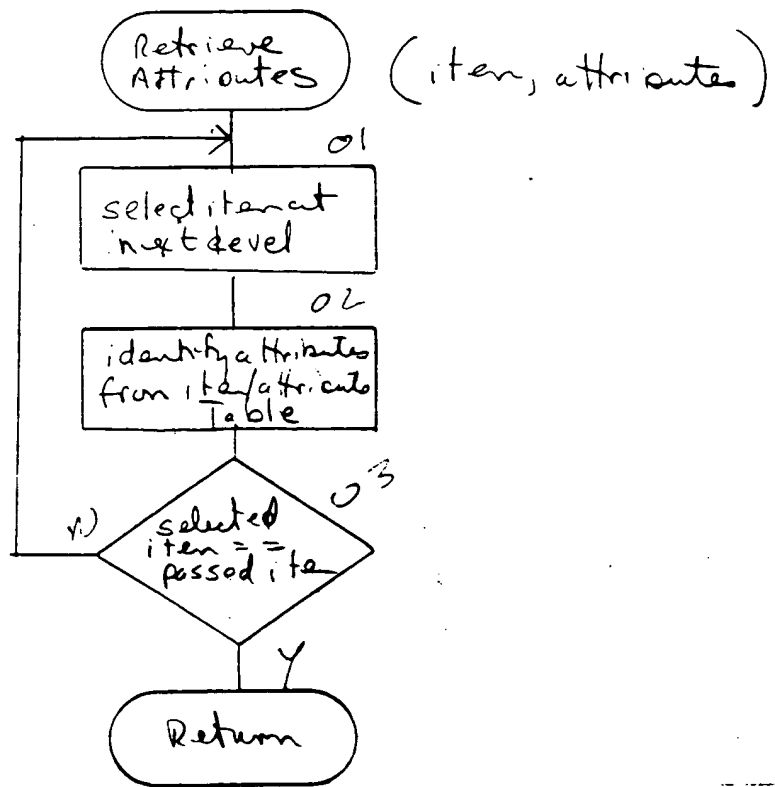 Retrieve
Attributes
(item, attributes)
01
select item at
next level
02
identify attributes
from item/attribute
Table
03
N
selected
item ==
passed item
Y
Return